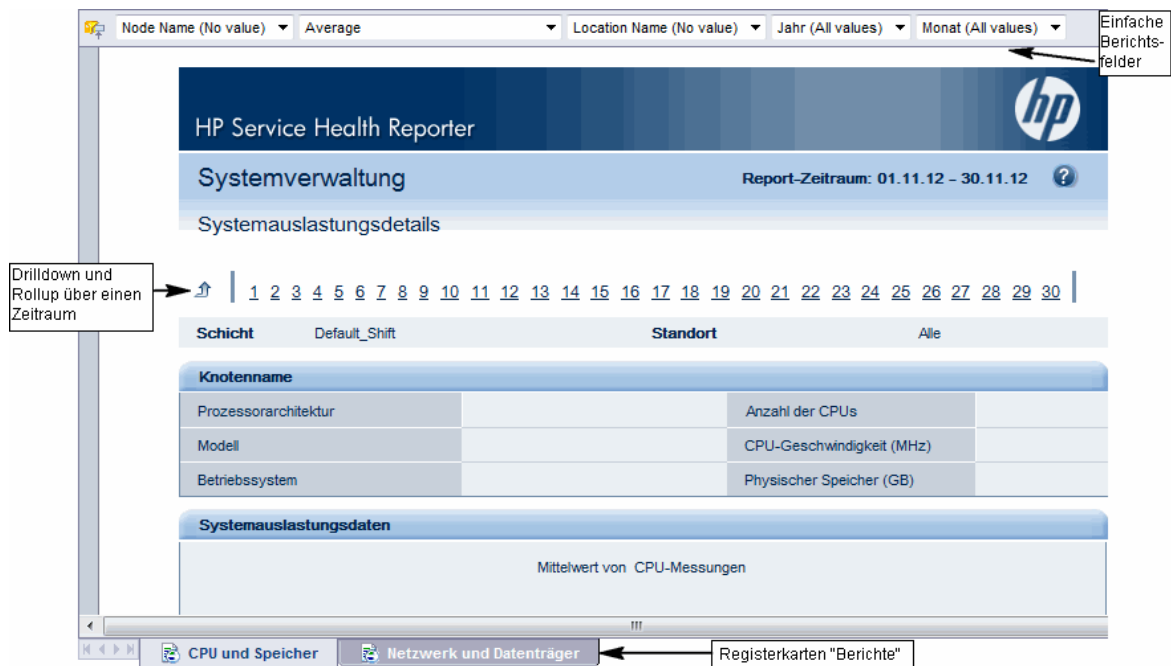 Node Name (No value) Average Location Name (No value) Jahr (All values) Monat (All values)
Einfache
Berichts-
felder
hp
HP Service Health Reporter
Systemverwaltung Report-Zeitraum: 01.11.12 - 30.11.12 ?
Systemauslastungsdetails
Drilldown und
Rollup über einen
Zeitraum
1 2 3 4 5 6 7 8 9 10 11 12 13 14 15 16 17 18 19 20 21 22 23 24 25 26 27 28 29 30
Schicht Default_Shift Standort Alle
Knotenname
Prozessorarchitektur Anzahl der CPUs
Modell CPU-Geschwindigkeit (MHz)
Betriebssystem Physischer Speicher (GB)
Systemauslastungsdaten
Mittelwert von CPU-Messungen
CPU und Speicher Netzwerk und Datenträger
Registerkarten "Berichte"